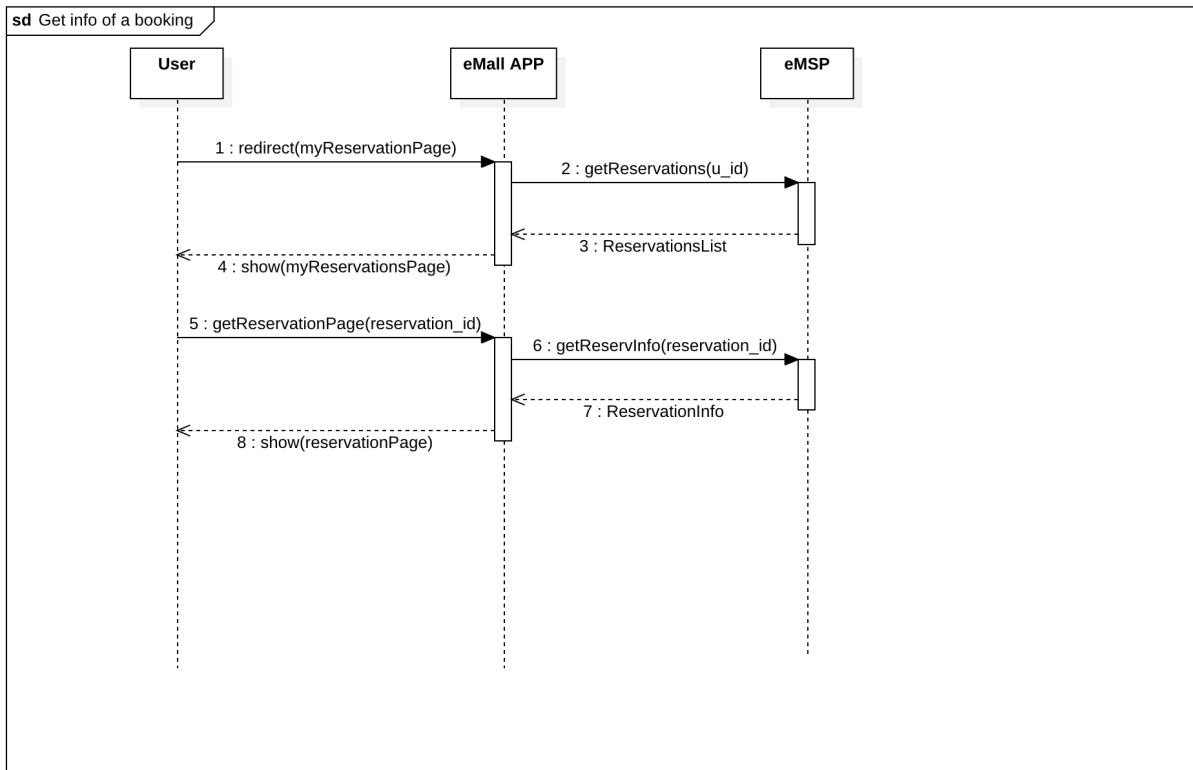 sd Get info of a booking
User
eMall APP
eMSP
1 : redirect(myReservationPage)
2 : getReservations(u_id)
3 : ReservationsList
4 : show(myReservationsPage)
5 : getReservationPage(reservation_id)
6 : getReservInfo(reservation_id)
7 : ReservationInfo
8 : show(reservationPage)